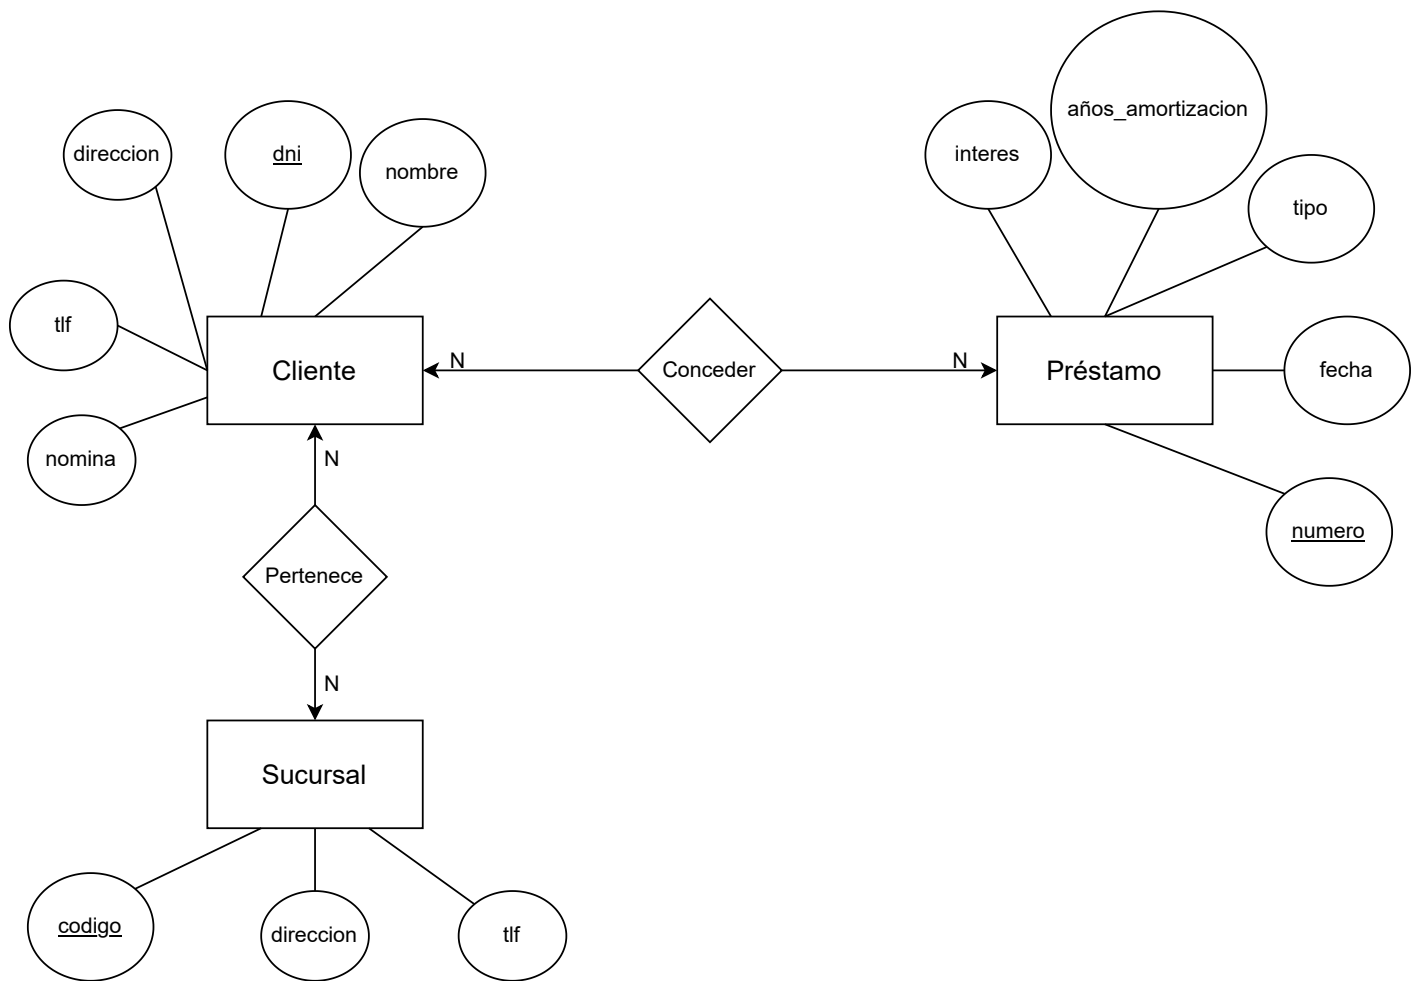 años_amortizacion
direccion
dni
nombre
interes
tipo
tlf
Cliente
N
Conceder
N
Préstamo
fecha
nomina
N
numero
Pertenece
N
Sucursal
codigo
direccion
tlf